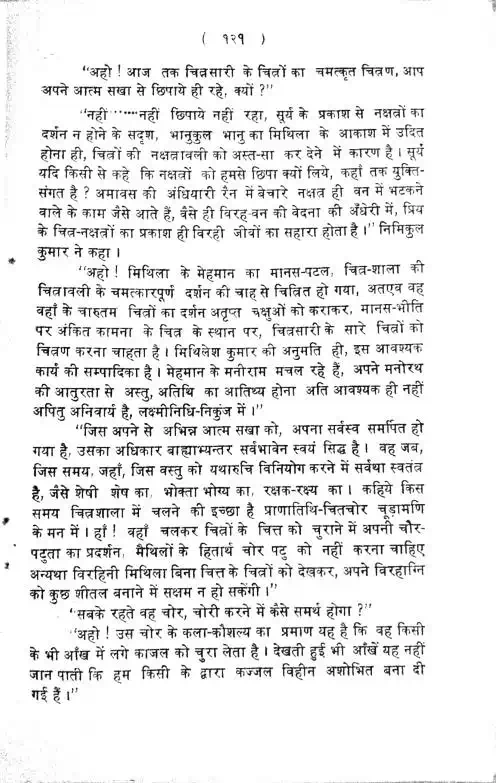 ( १२१ )
"अहो ! आज तक चित्रसारी के चित्रों का चमत्कृत चित्रण, आप
अपने आत्म सखा से छिपाये ही रहे, क्यों ?"
"नहीं ······नहीं छिपाये नहीं रहा, सूर्य के प्रकाश से नक्षत्रों का
दर्शन न होने के सदृश, भानुकुल भानु का मिथिला के आकाश में उदित
होना ही, चित्रों की नक्षत्रावली को अस्त-सा कर देने में कारण है । सूर्य
यदि किसी से कहे कि नक्षत्रों को हमसे छिपा क्यों लिये, कहाँ तक युक्ति-
संगत है ? अमावस की अंधियारी रैन में बेचारे नक्षत्र ही वन में भटकने
वाले के काम जैसे आते हैं, वैसे ही विरह-वन की वेदना की अँधेरी में, प्रिय
के चित्र-नक्षत्रों का प्रकाश ही विरही जीवों का सहारा होता है ।" निमिकुल
कुमार ने कहा ।
"अहो ! मिथिला के मेहमान का मानस-पटल, चित्र-शाला की
चित्रावली के चमत्कारपूर्ण दर्शन की चाह से चित्रित हो गया, अतएव वह
वहाँ के चारुतम चित्रों का दर्शन अतृप्त चक्षुओं को कराकर, मानस-भीति
पर अंकित कामना के चित्र के स्थान पर, चित्रसारी के सारे चित्रों को
चित्रण करना चाहता है । मिथिलेश कुमार की अनुमति ही, इस आवश्यक
कार्य की सम्पादिका है । मेहमान के मनीराम मचल रहे हैं, अपने मनोरथ
की आतुरता से अस्तु, अतिथि का आतिथ्य होना अति आवश्यक ही नहीं
अपितु अनिवार्य है, लक्ष्मीनिधि-निकुंज में ।"
"जिस अपने से अभिन्न आत्म सखा को, अपना सर्वस्व समर्पित हो
गया है, उसका अधिकार बाह्याभ्यन्तर सर्वभावेन स्वयं सिद्ध है । वह जब,
जिस समय, जहाँ, जिस वस्तु को यथारुचि विनियोग करने में सर्वथा स्वतंत्र
है, जैसे शेषी शेष का, भोक्ता भोग्य का, रक्षक-रक्ष्य का । कहिये किस
समय चित्रशाला में चलने की इच्छा है प्राणातिथि-चितचोर चूड़ामणि
के मन में । हाँ ! वहाँ चलकर चित्रों के चित्त को चुराने में अपनी चौर-
पटुता का प्रदर्शन, मैथिलों के हितार्थ चोर पटु को नहीं करना चाहिए
अन्यथा विरहिनी मिथिला बिना चित्त के चित्रों को देखकर, अपने विरहाग्नि
को कुछ शीतल बनाने में सक्षम न हो सकेंगी ।"
"सबके रहते वह चोर, चोरी करने में कैसे समर्थ होगा ?"
"अहो ! उस चोर के कला-कौशल्य का प्रमाण यह है कि वह किसी
के भी आँख में लगे काजल को चुरा लेता है । देखती हुई भी आँखें यह नहीं
जान पाती कि हम किसी के द्वारा कज्जल विहीन अशोभित बना दी
गई हैं ।"